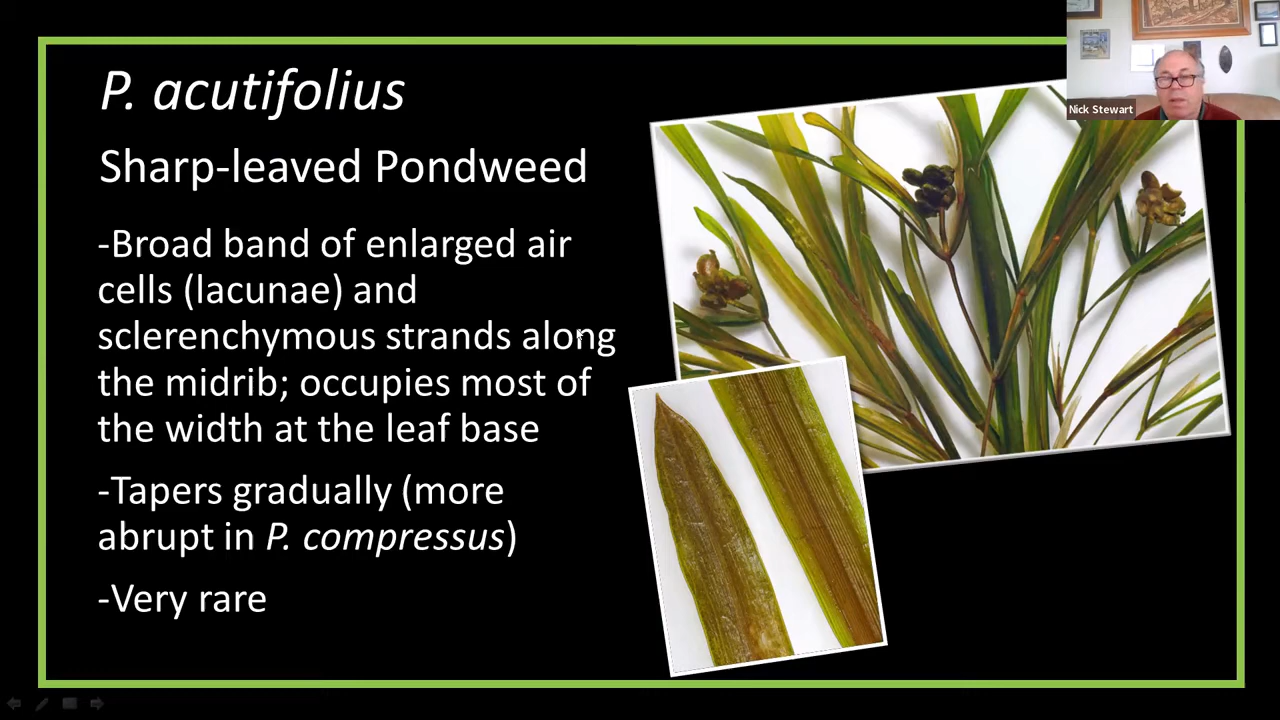 P. acutifolius
Nick Stewart
Sharp-leaved Pondweed
-Broad band of enlarged air
cells (lacunae) and
sclerenchymous strands along
the midrib; occupies most of
the width at the leaf base
-Tapers gradually (more
abrupt in P. compressus)
-Very rare